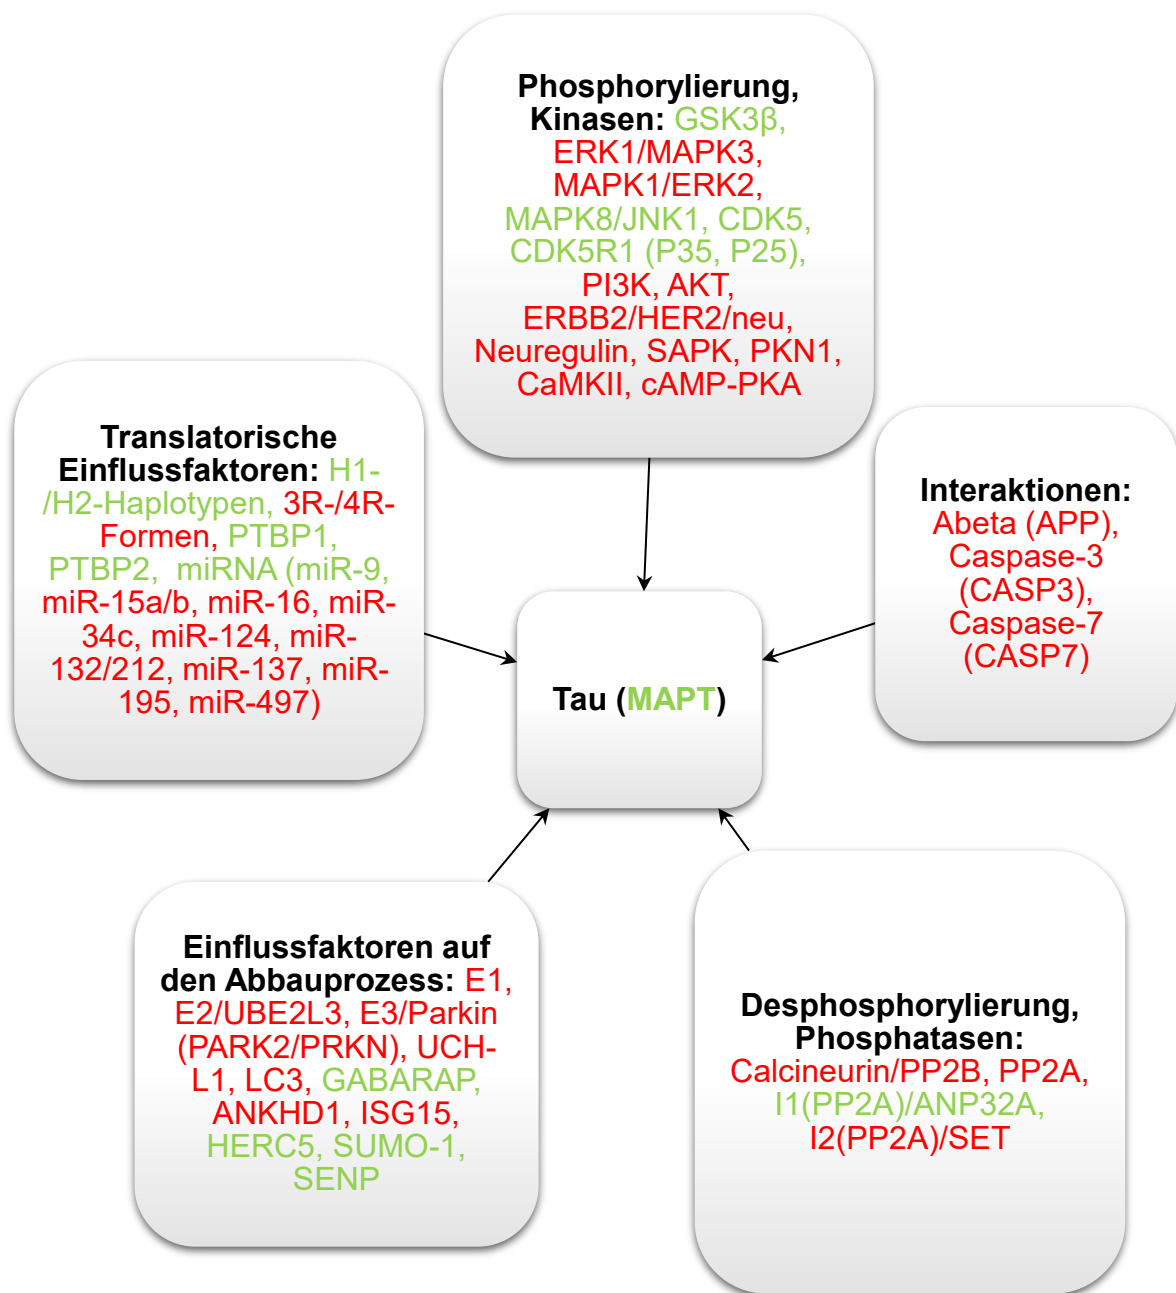 Phosphorylierung,
Kinasen: GSK3β,
ERK1/MAPK3,
MAPK1/ERK2,
MAPK8/JNK1, CDK5,
CDK5R1 (P35, P25),
PI3K, AKT,
ERBB2/HER2/neu,
Neuregulin, SAPK, PKN1,
CaMKII, cAMP-PKA
Translatorische
Einflussfaktoren: H1-
/H2-Haplotypen, 3R-/4R-
Formen, PTBP1,
PTBP2, miRNA (miR-9,
miR-15a/b, miR-16, miR-
34c, miR-124, miR-
132/212, miR-137, miR-
195, miR-497)
Interaktionen:
Abeta (APP),
Caspase-3
(CASP3),
Caspase-7
(CASP7)
Tau (MAPT)
Einflussfaktoren auf
den Abbauprozess: E1,
E2/UBE2L3, E3/Parkin
(PARK2/PRKN), UCH-
L1, LC3, GABARAP,
ANKHD1, ISG15,
HERC5, SUMO-1,
SENP
Desphosphorylierung,
Phosphatasen:
Calcineurin/PP2B, PP2A,
I1(PP2A)/ANP32A,
I2(PP2A)/SET